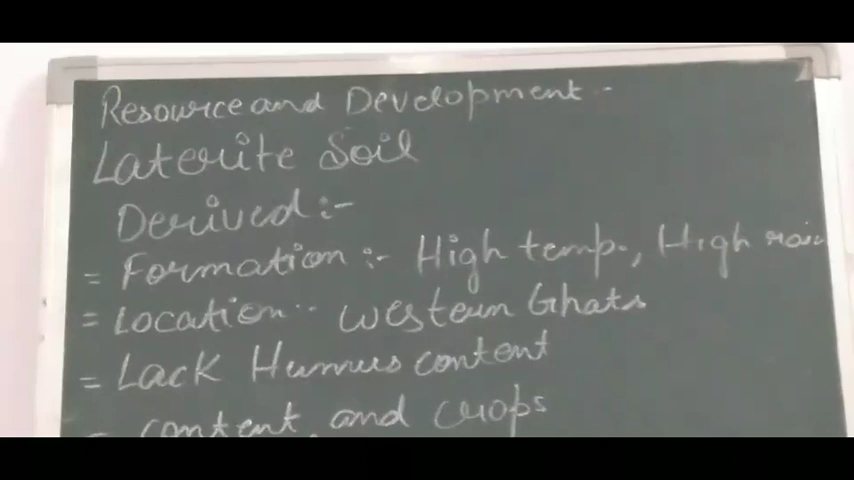 Resource and Development -
Laterite Soil
Derived :-
= Formation :- High temp., High rain
= Location :- Western Ghats
= Lack Humus content
= content and crops